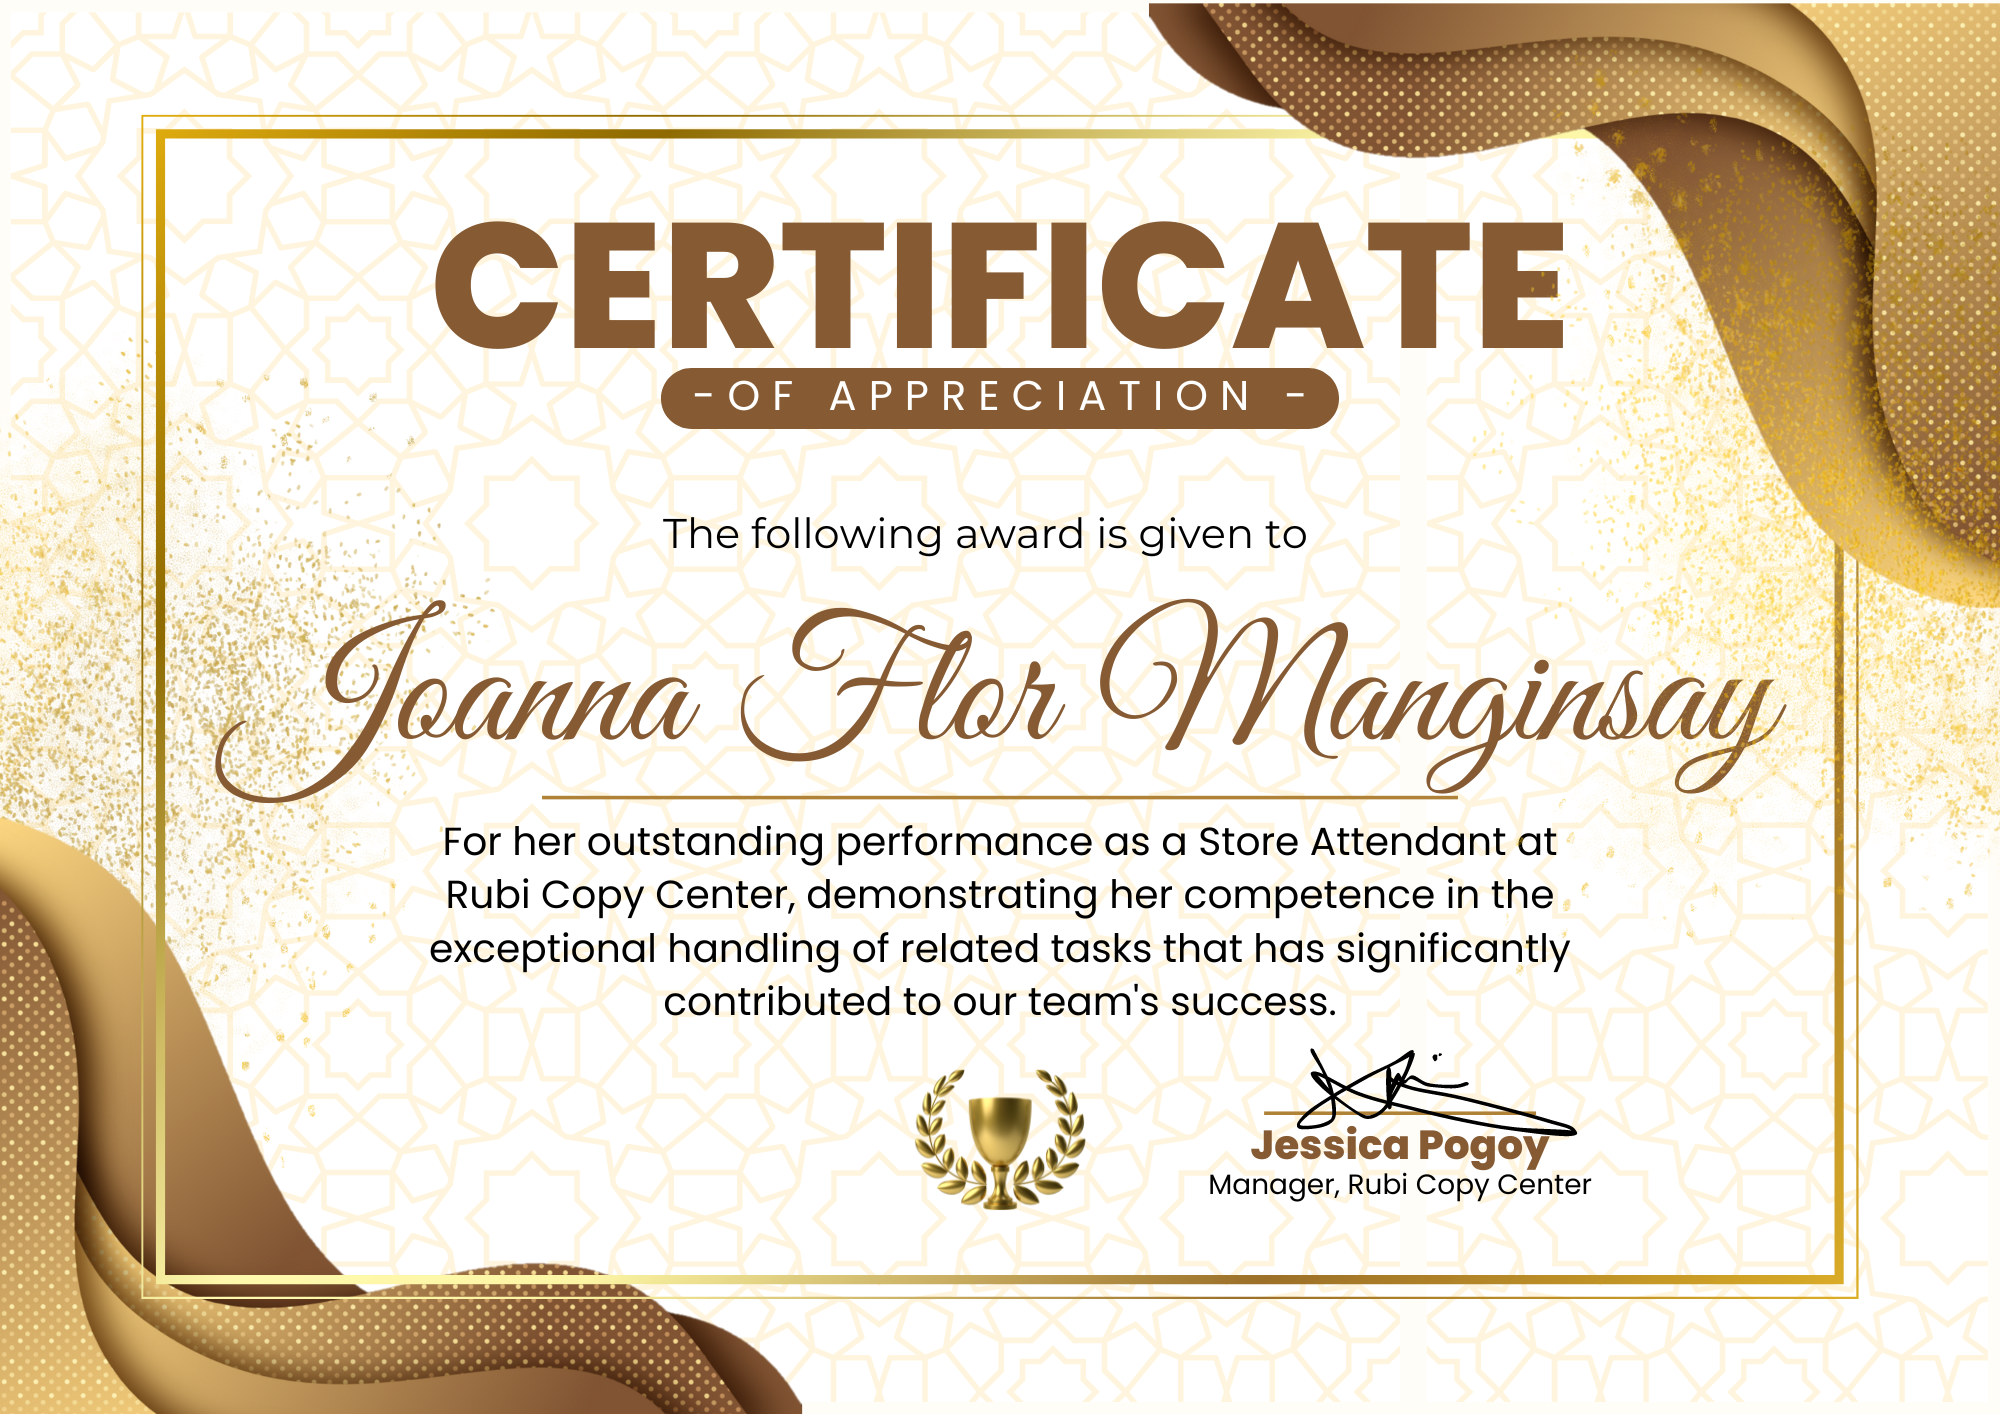 CERTIFICATE
-OF APPRECIATION -
The following award is given to
Joanna Flor Manginsay
For her outstanding performance as a Store Attendant at
Rubi Copy Center, demonstrating her competence in the
exceptional handling of related tasks that has significantly
contributed to our team's success.
Jessica Pogoy
Manager, Rubi Copy Center